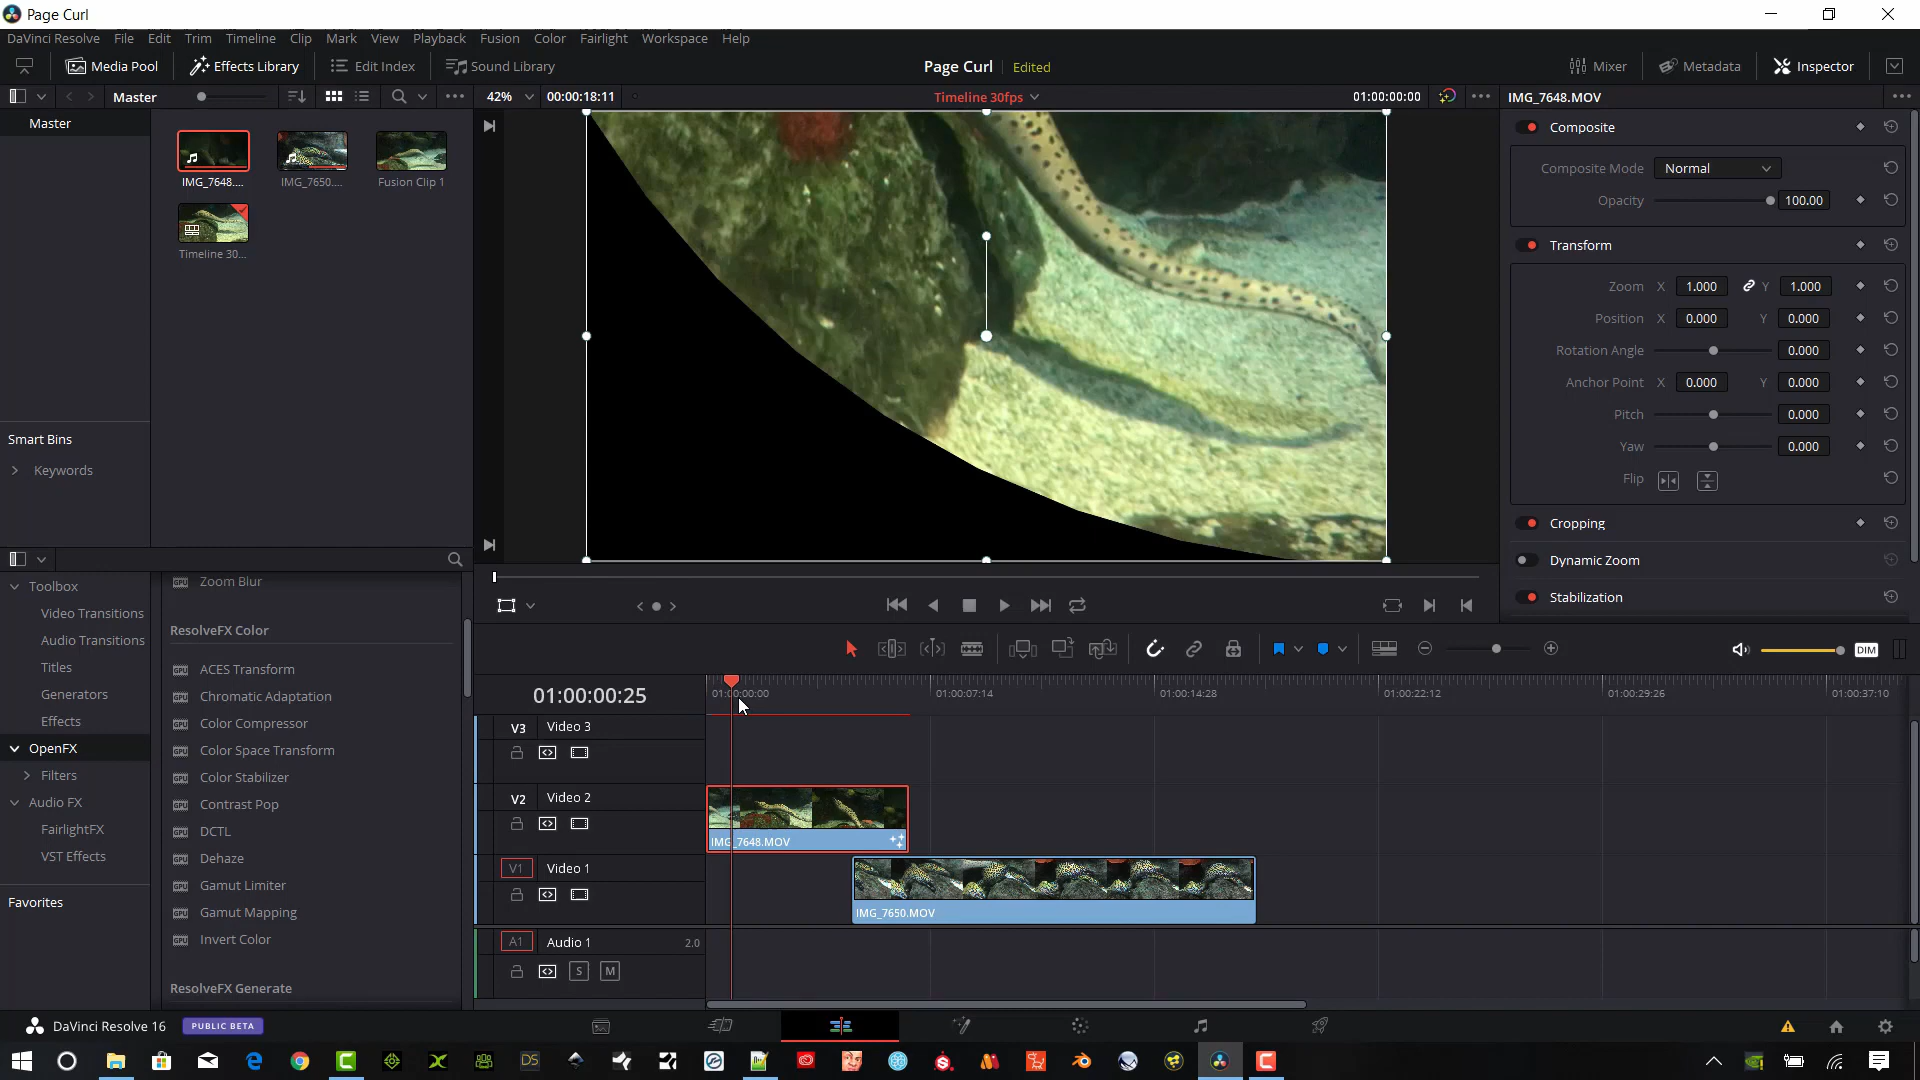 Page Curl
DaVinci Resolve File Edit Trim Timeline Clip Mark View Playback Fusion Color Fairlight Workspace Help
Media Pool Effects Library Edit Index Sound Library Page Curl Edited Mixer Metadata Inspector
Master 42% 00:00:18:11 Timeline 30fps 01:00:00:00 IMG_7648.MOV
Master
IMG_7648.... IMG_7650.... Fusion Clip 1
Timeline 30...
Smart Bins
Keywords
Composite
Composite Mode Normal
Opacity 100.00
Transform
Zoom X 1.000 Y 1.000
Position X 0.000 Y 0.000
Rotation Angle 0.000
Anchor Point X 0.000 Y 0.000
Pitch 0.000
Yaw 0.000
Flip
Cropping
Dynamic Zoom
Stabilization
Toolbox
Video Transitions
Audio Transitions
Titles
Generators
Effects
OpenFX
Filters
Audio FX
FairlightFX
VST Effects
Favorites
Zoom Blur
ResolveFX Color
ACES Transform
Chromatic Adaptation
Color Compressor
Color Space Transform
Color Stabilizer
Contrast Pop
DCTL
Dehaze
Gamut Limiter
Gamut Mapping
Invert Color
ResolveFX Generate
DIM
01:00:00:25 01:00:00:00 01:00:07:14 01:00:14:28 01:00:22:12 01:00:29:26 01:00:37:10
V3 Video 3
V2 Video 2
IMG_7648.MOV
V1 Video 1
IMG_7650.MOV
A1 Audio 1 2.0
S M
DaVinci Resolve 16 PUBLIC BETA
DS